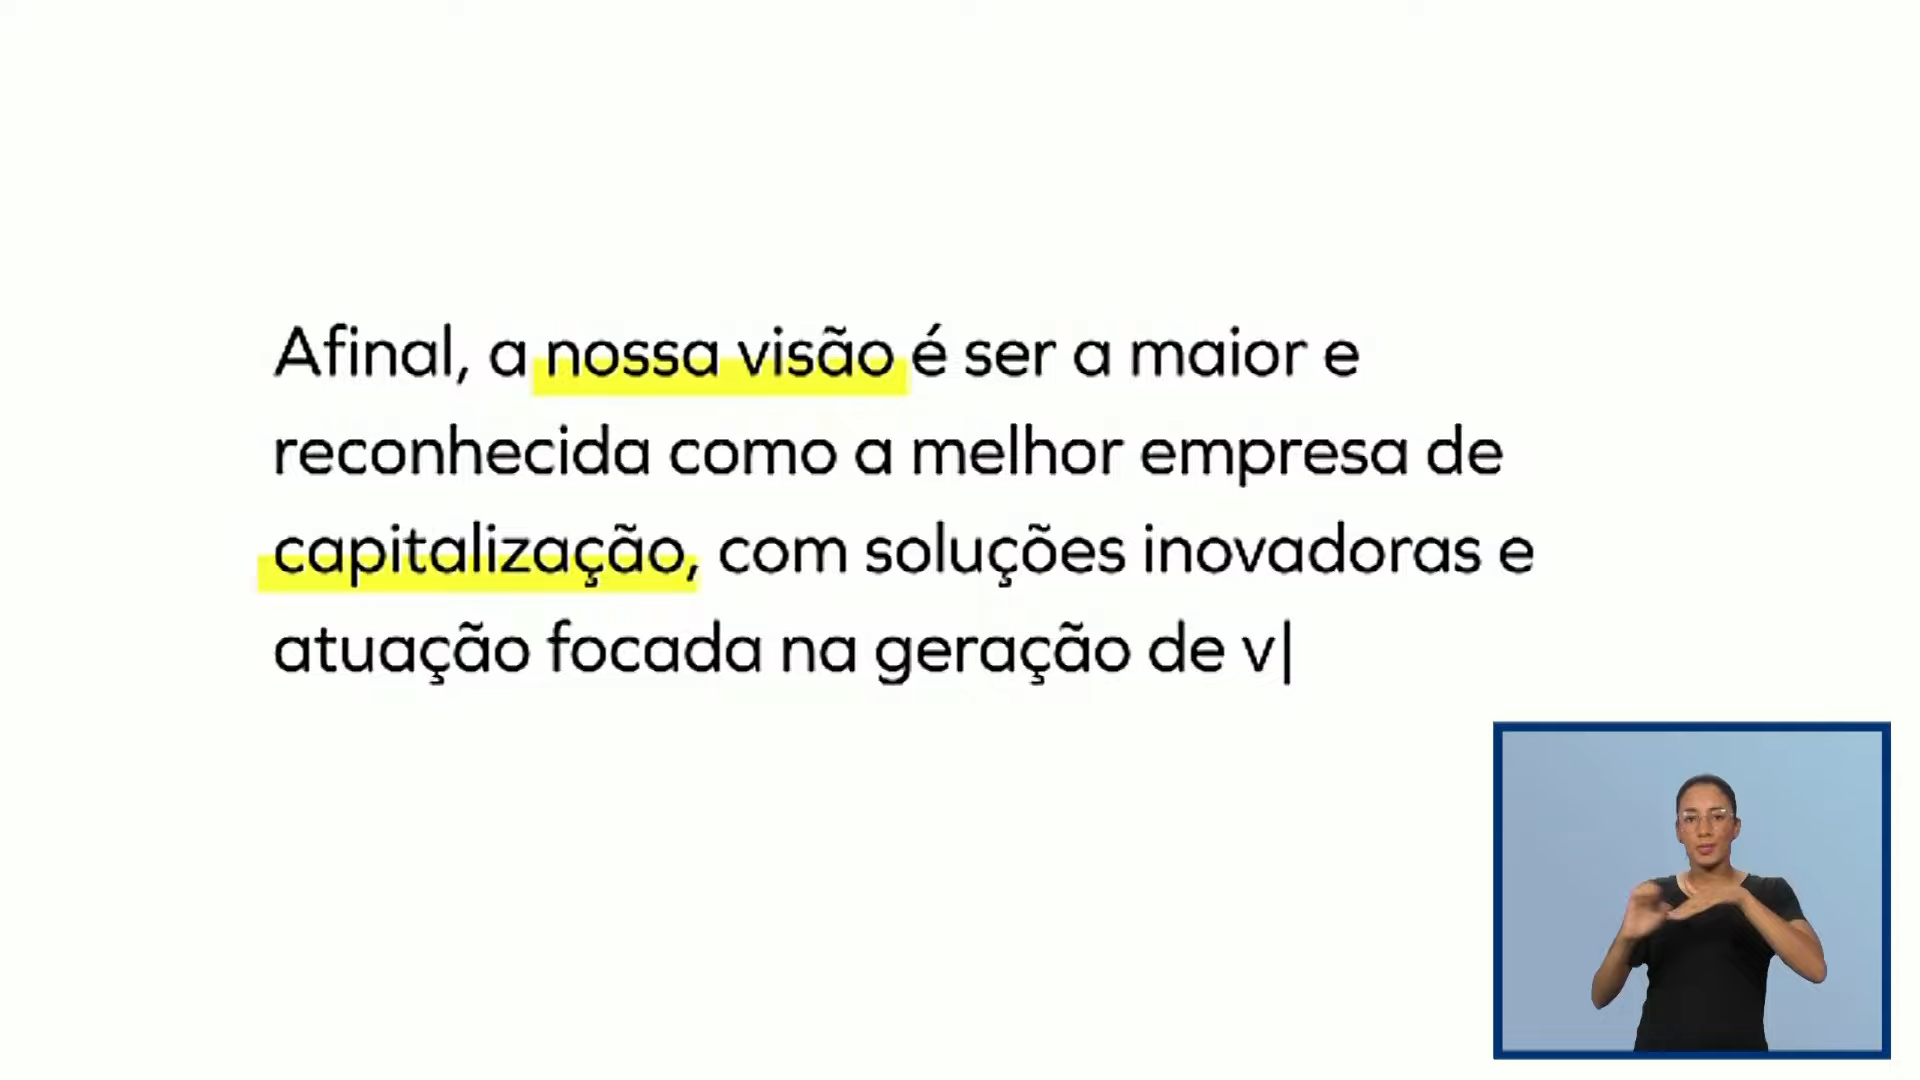 Afinal, a nossa visão é ser a maior e
reconhecida como a melhor empresa de
capitalização, com soluções inovadoras e
atuação focada na geração de v|